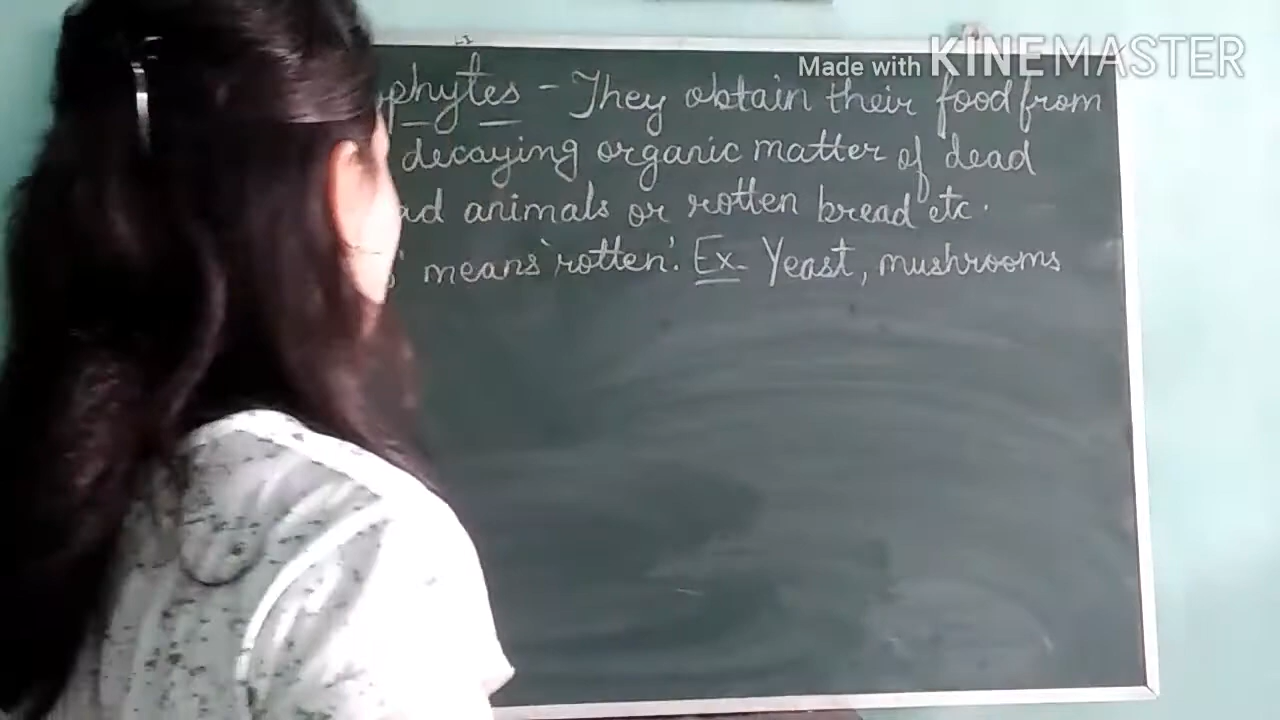 Made with KINEMASTER
phytes - They obtain their food from
decaying organic matter of dead
animals or rotten bread etc.
means 'rotten'. Ex- Yeast, mushrooms